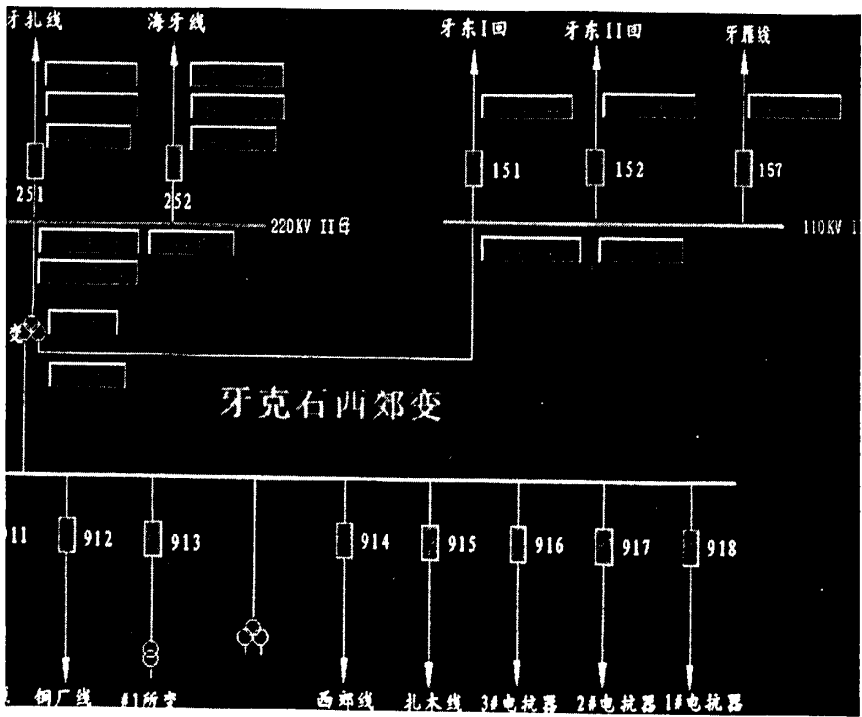 牙扎线
海牙线
牙东I回
牙东II回
牙雁线
251
252
151
152
157
220KV II母
110KV I
变
牙克石西郊变
911
912
913
914
915
916
917
918
铜厂线
#1所变
西郊线
扎木线
3#电抗器
2#电抗器
1#电抗器